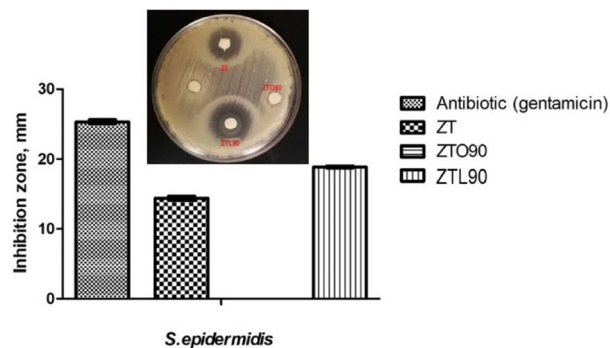 ZT
ZTO90
ZTL90
Inhibition zone, mm
30
20
10
0
S.epidermidis
Antibiotic (gentamicin)
ZT
ZTO90
ZTL90